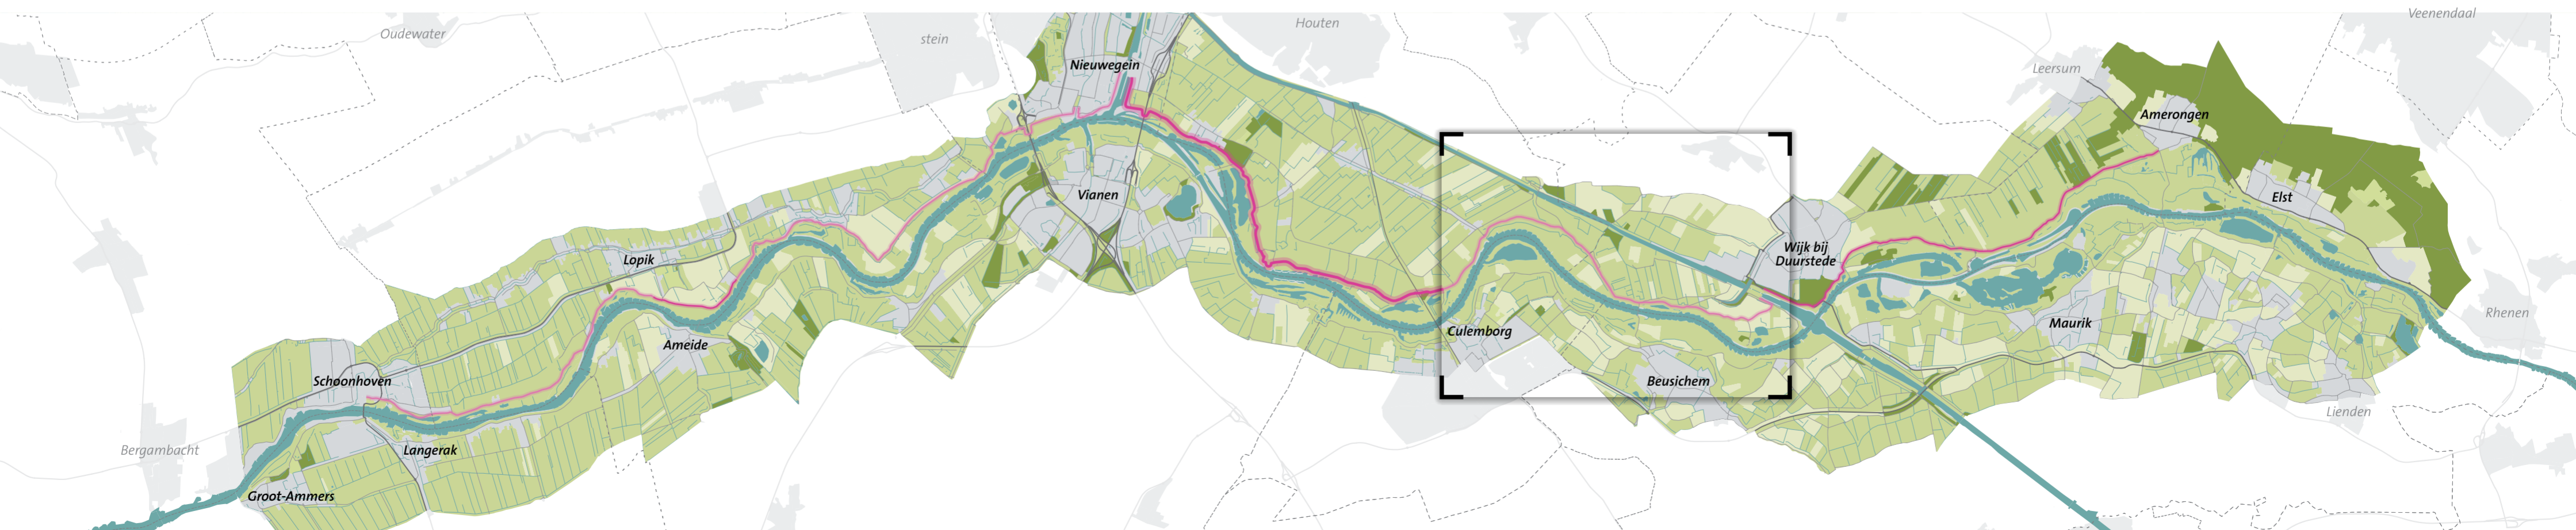 Veenendaal
Houten
Oudewater
stein
Nieuwegein
Leersum
Amerongen
Vianen
Elst
Wijk bij
Duurstede
Lopik
Rhenen
Maurik
Culemborg
Ameide
Schoonhoven
Beusichem
Lienden
Bergambacht
Langerak
Groot-Ammers